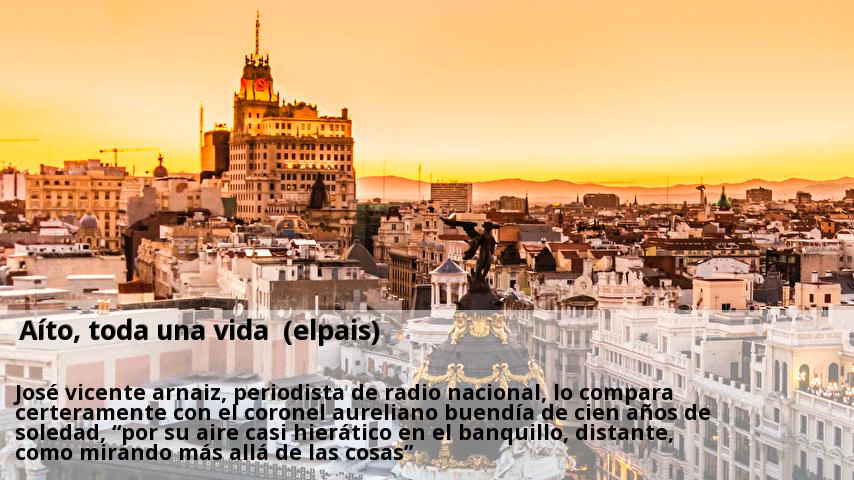 Aíto, toda una vida  (elpais)
José vicente arnaiz, periodista de radio nacional, lo compara
certeramente con el coronel aureliano buendía de cien años de
soledad, “por su aire casi hierático en el banquillo, distante,
como mirando más allá de las cosas”